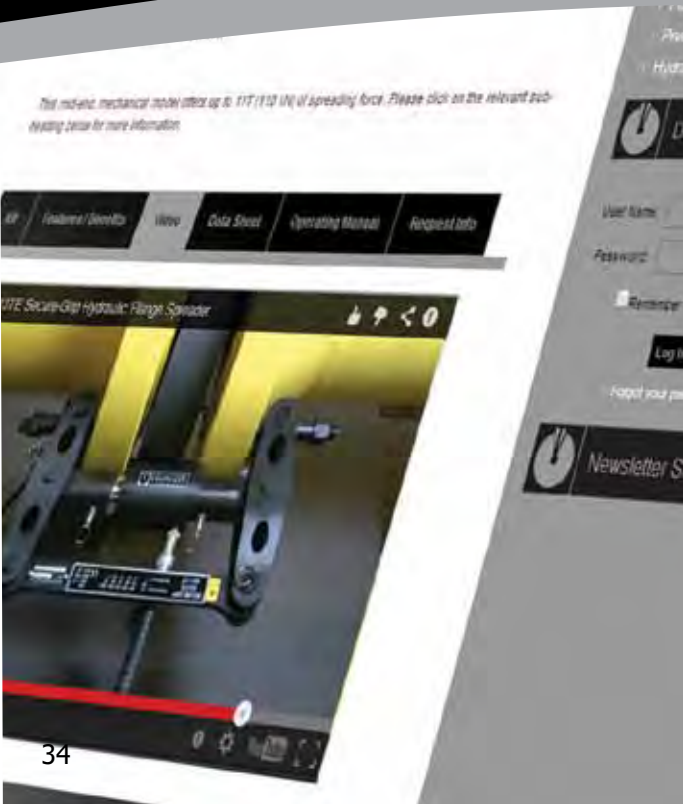 This mid-end, mechanical model offers up to 11T (110 kN) of spreading force. Please click on the relevant sub-
heading below for more information.
Features / Benefits Video Data Sheet Operating Manuals Request Info
Secure-Grip Hydraulic Flange Spreader
Hydr
D
User Name
Password
Remember
Log In
Forgot your pa
Newsletter S
34